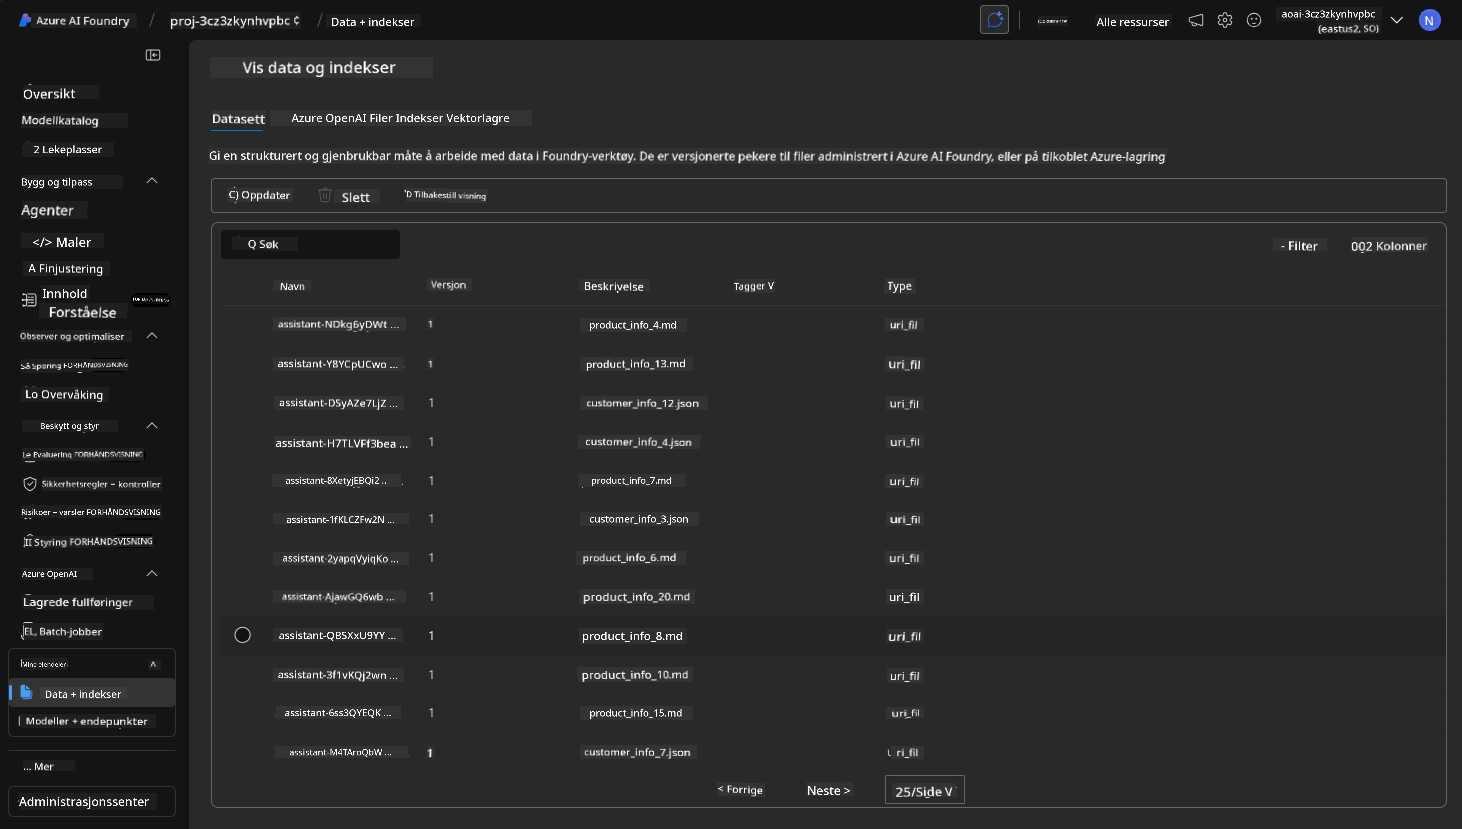 Azure AI Foundry
/
proj-3cz3zkynhvpbc ¢
/
Data + indekser
Alle ressurser
aoai-3cz3zkynhvpbc
(eastus2, SO)
N
Oversikt
Modellkatalog
2 Lekeplasser
Bygg og tilpass
Agenter
</> Maler
A Finjustering
Innhold
Forståelse
Observer og optimaliser
Så Sporing FORHÅNDSVISNING
Lo Overvåking
Beskytt og styr
Le Evaluering FORHÅNDSVISNING
Sikkerhetsregler – kontroller
Risikoer – varsler FORHÅNDSVISNING
II Styring FORHÅNDSVISNING
Azure OpenAI
Lagrede fullføringer
EL, Batch-jobber
Mine eiendeler
Data + indekser
Modeller + endepunkter
... Mer
Administrasjonssenter
Vis data og indekser
Datasett Azure OpenAI Filer Indekser Vektorlagre
Gi en strukturert og gjenbrukbar måte å arbeide med data i Foundry-verktøy. De er versjonerte pekere til filer administrert i Azure AI Foundry, eller på tilkoblet Azure-lagring
C) Oppdater Slett 'D Tilbakestill visning
Q Søk - Filter 002 Kolonner
Navn Versjon Beskrivelse Tagger V Type
assistant-NDkg6yDWt ... 1 product_info_4.md uri_fil
assistant-Y8YCpUCwo ... 1 product_info_13.md uri_fil
assistant-DSyAZe7LjZ ... 1 customer_info_12.json uri_fil
assistant-H7TLVFf3bea ... 1 customer_info_4.json uri_fil
assistant-8XetyjEBQi2 .. 1 product_info_7.md uri_fil
assistant-1fKLCZFw2N ... 1 customer_info_3.json uri_fil
assistant-2yapqVyiqKo ... 1 product_info_6.md uri_fil
assistant-AjawGQ6wb ... 1 product_info_20.md uri_fil
assistant-QBSXxU9YY ... 1 product_info_8.md uri_fil
assistant-3f1vKQj2wn ... 1 product_info_10.md uri_fil
assistant-6ss3QYEQK ... 1 product_info_15.md uri_fil
assistant-M4TAroQbW ... 1 customer_info_7.json uri_fil
< Forrige Neste > 25/Side V